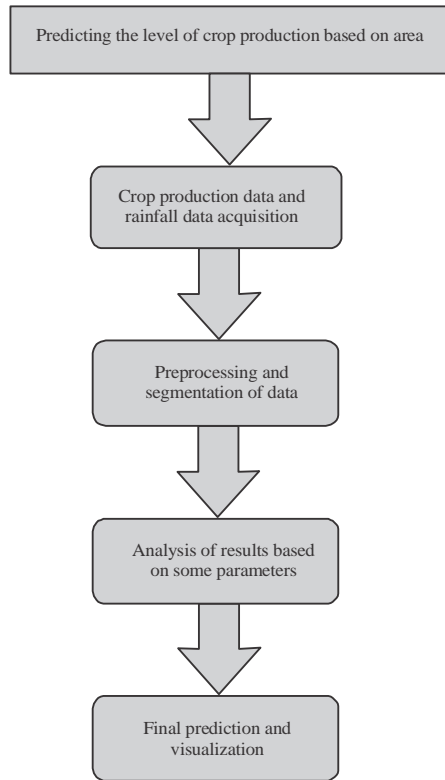 Predicting the level of crop production based on area
Crop production data and
rainfall data acquisition
Preprocessing and
segmentation of data
Analysis of results based
on some parameters
Final prediction and
visualization